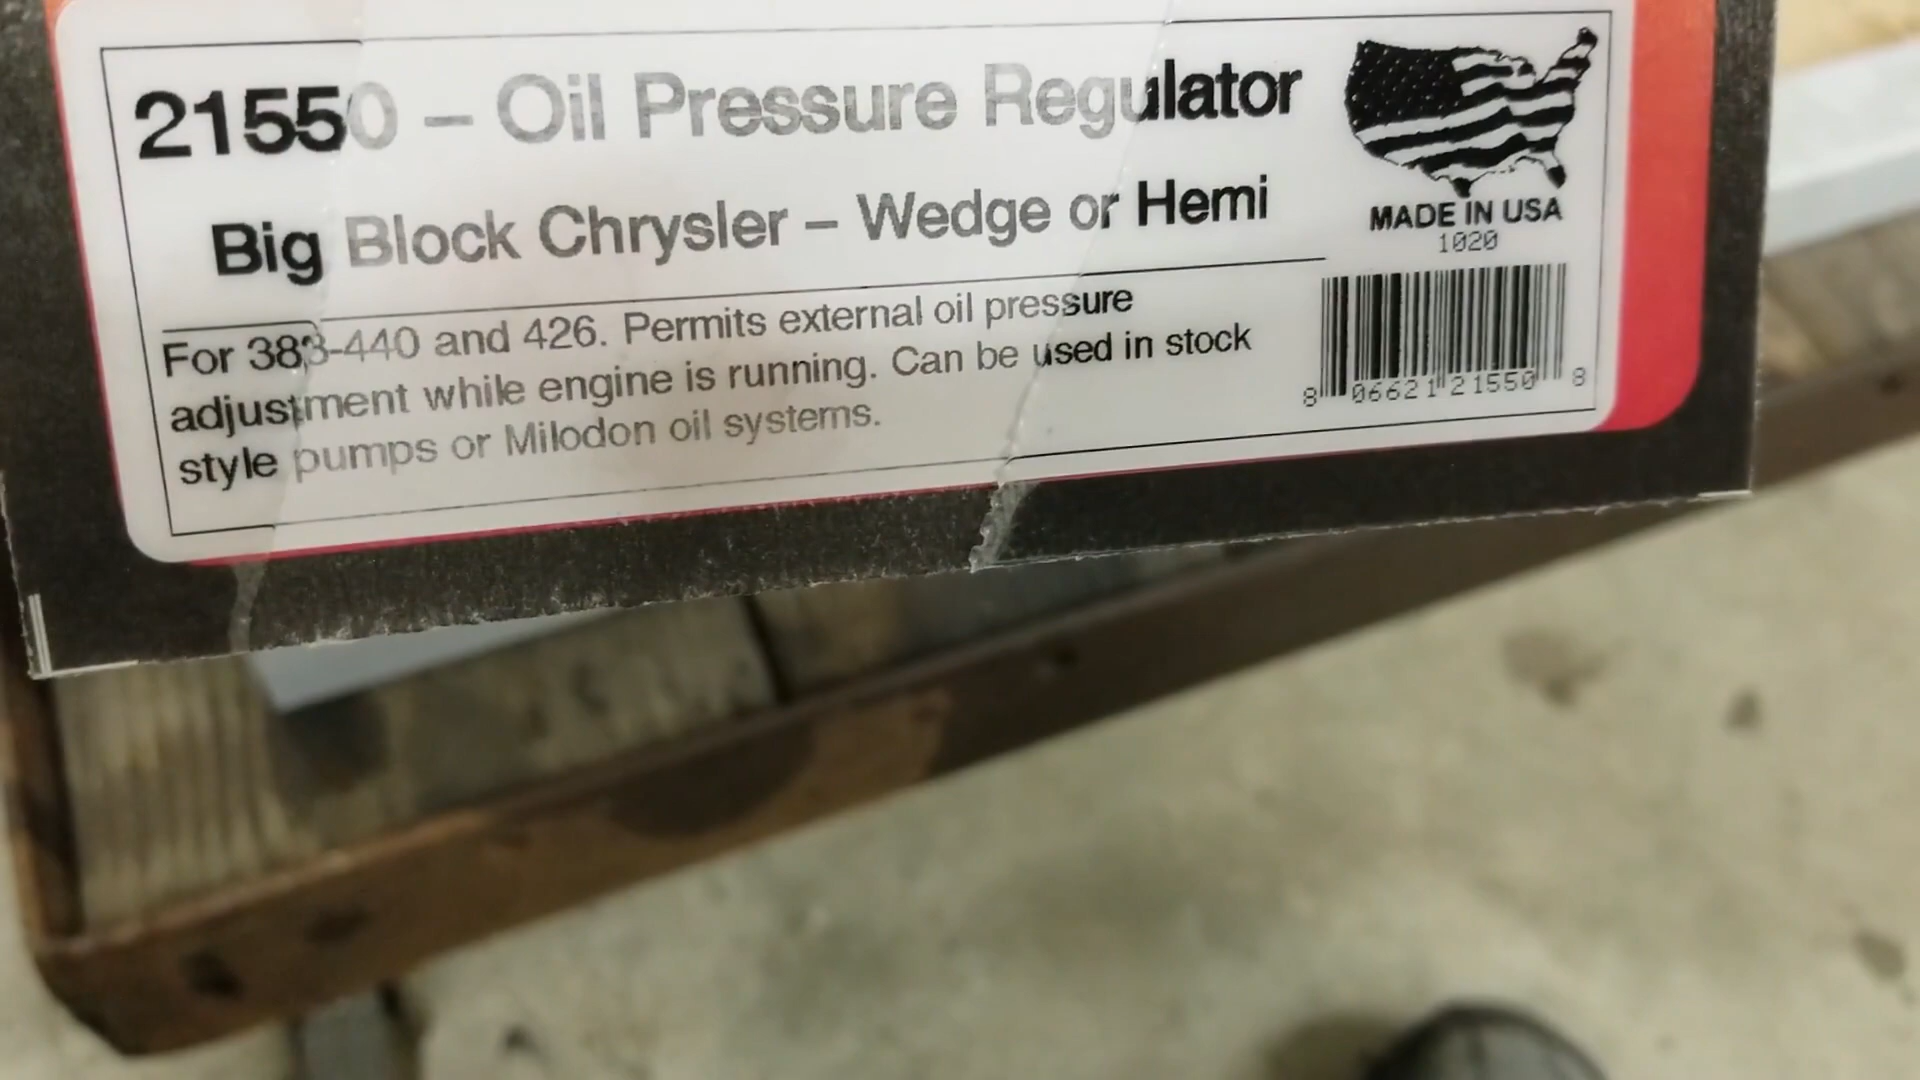 21550 – Oil Pressure Regulator
Big Block Chrysler – Wedge or Hemi
For 383-440 and 426. Permits external oil pressure
adjustment while engine is running. Can be used in stock
style pumps or Milodon oil systems.
MADE IN USA
1020
8 06621 21550 8